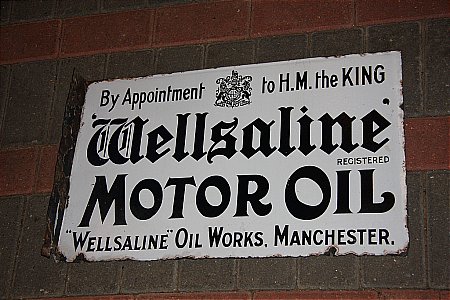 By Appointment to H.M. the KING
"Wellsaline"
REGISTERED
MOTOR OIL
"WELLSALINE" OIL WORKS, MANCHESTER.